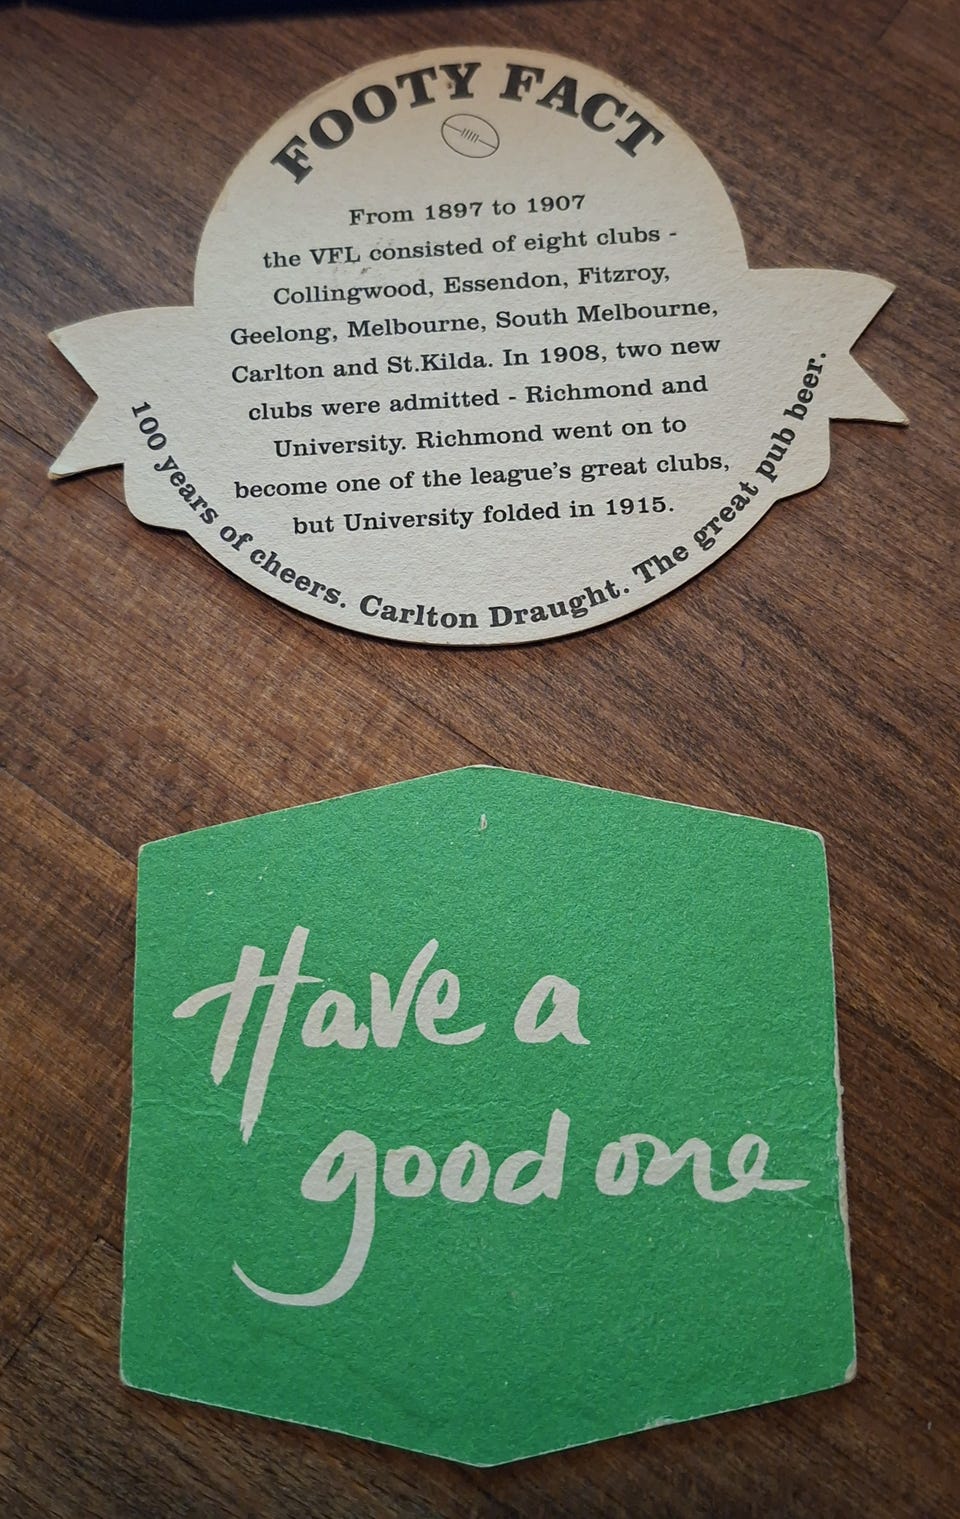 FOOTY FACT
From 1897 to 1907
the VFL consisted of eight clubs -
Collingwood, Essendon, Fitzroy,
Geelong, Melbourne, South Melbourne,
Carlton and St.Kilda. In 1908, two new
clubs were admitted - Richmond and
University. Richmond went on to
become one of the league's great clubs,
but University folded in 1915.
100 years of cheers. Carlton Draught. The great pub beer.
Have a
good one